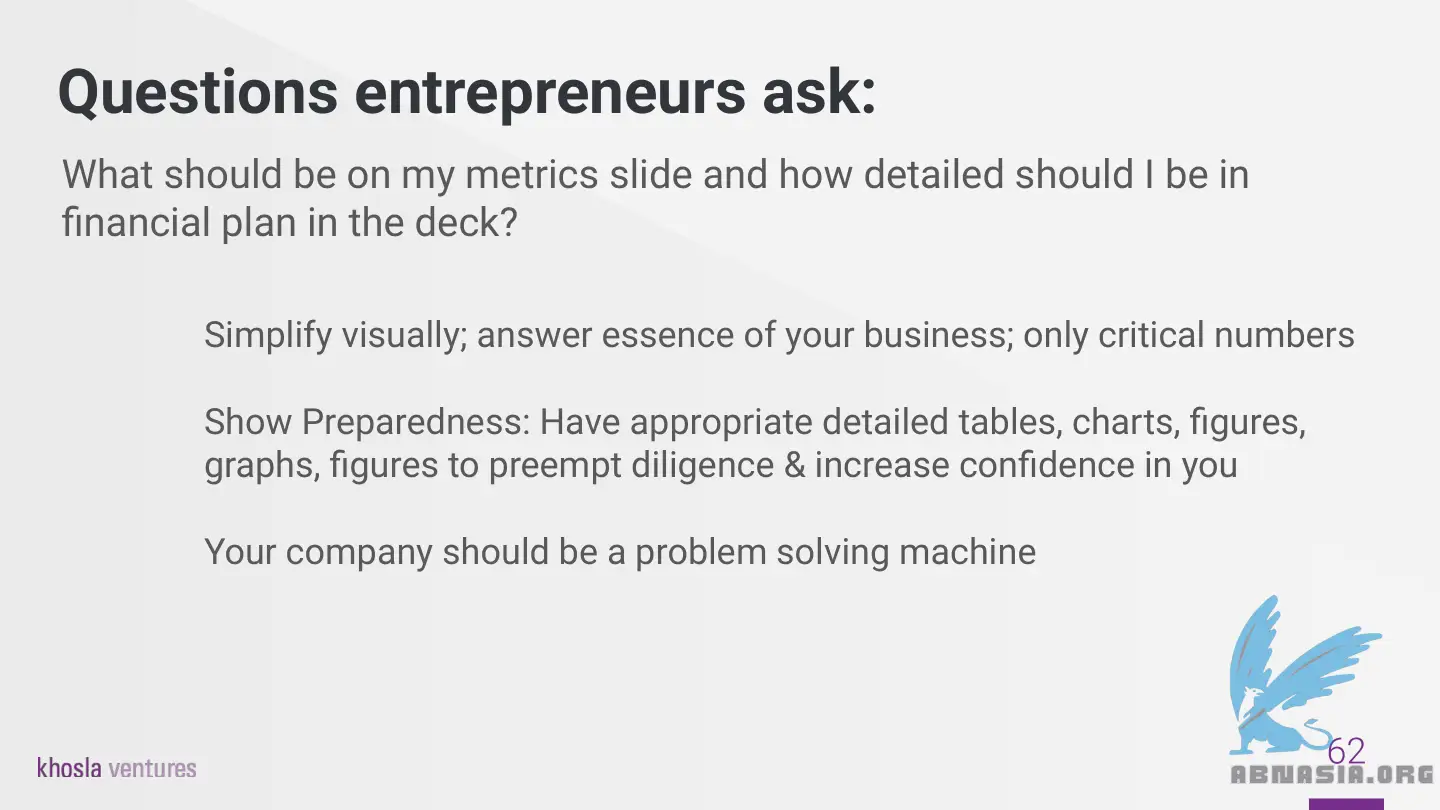 Questions entrepreneurs ask:
What should be on my metrics slide and how detailed should I be in
financial plan in the deck?
Simplify visually; answer essence of your business; only critical numbers
Show Preparedness: Have appropriate detailed tables, charts, figures,
graphs, figures to preempt diligence & increase confidence in you
Your company should be a problem solving machine
khosla ventures
62
ABNASIA.ORG